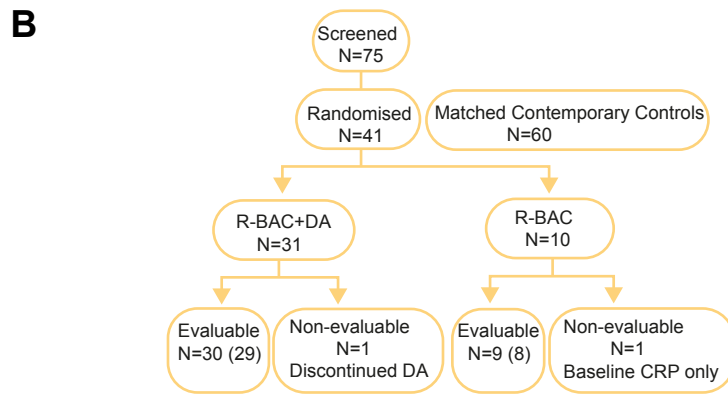 B
Screened
N=75
Randomised
N=41
Matched Contemporary Controls
N=60
R-BAC+DA
N=31
R-BAC
N=10
Evaluable
N=30 (29)
Non-evaluable
N=1
Discontinued DA
Evaluable
N=9 (8)
Non-evaluable
N=1
Baseline CRP only